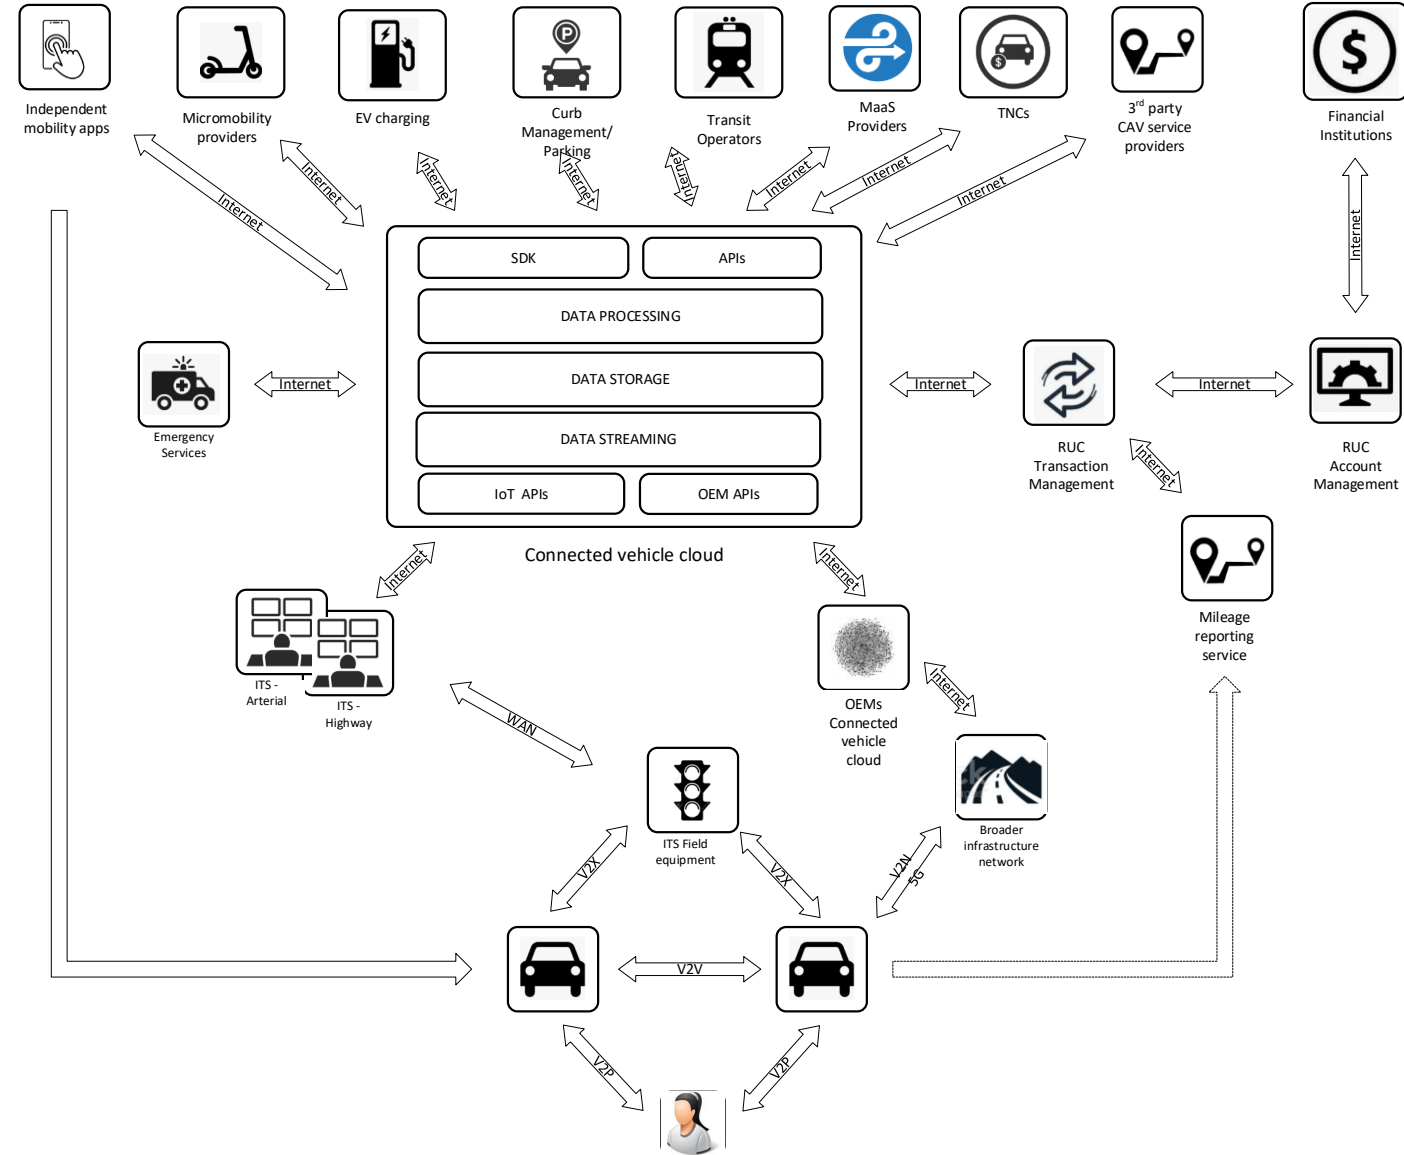 Independent
mobility apps
Micromobility
providers
EV charging
P
Curb
Management/
Parking
Transit
Operators
MaaS
Providers
$
TNCs
3rd party
CAV service
providers
$
Financial
Institutions
Internet
Internet
Internet
Internet
Internet
Internet
Internet
Internet
Internet
SDK
APIs
DATA PROCESSING
DATA STORAGE
DATA STREAMING
IoT APIs
OEM APIs
Connected vehicle cloud
Emergency
Services
Internet
Internet
RUC
Transaction
Management
Internet
RUC
Account
Management
Internet
Mileage
reporting
service
Internet
Internet
ITS -
Arterial
ITS -
Highway
WAN
OEMs
Connected
vehicle
cloud
Internet
ITS Field
equipment
Broader
infrastructure
network
V2X
V2X
V2N
5G
V2V
V2P
V2P